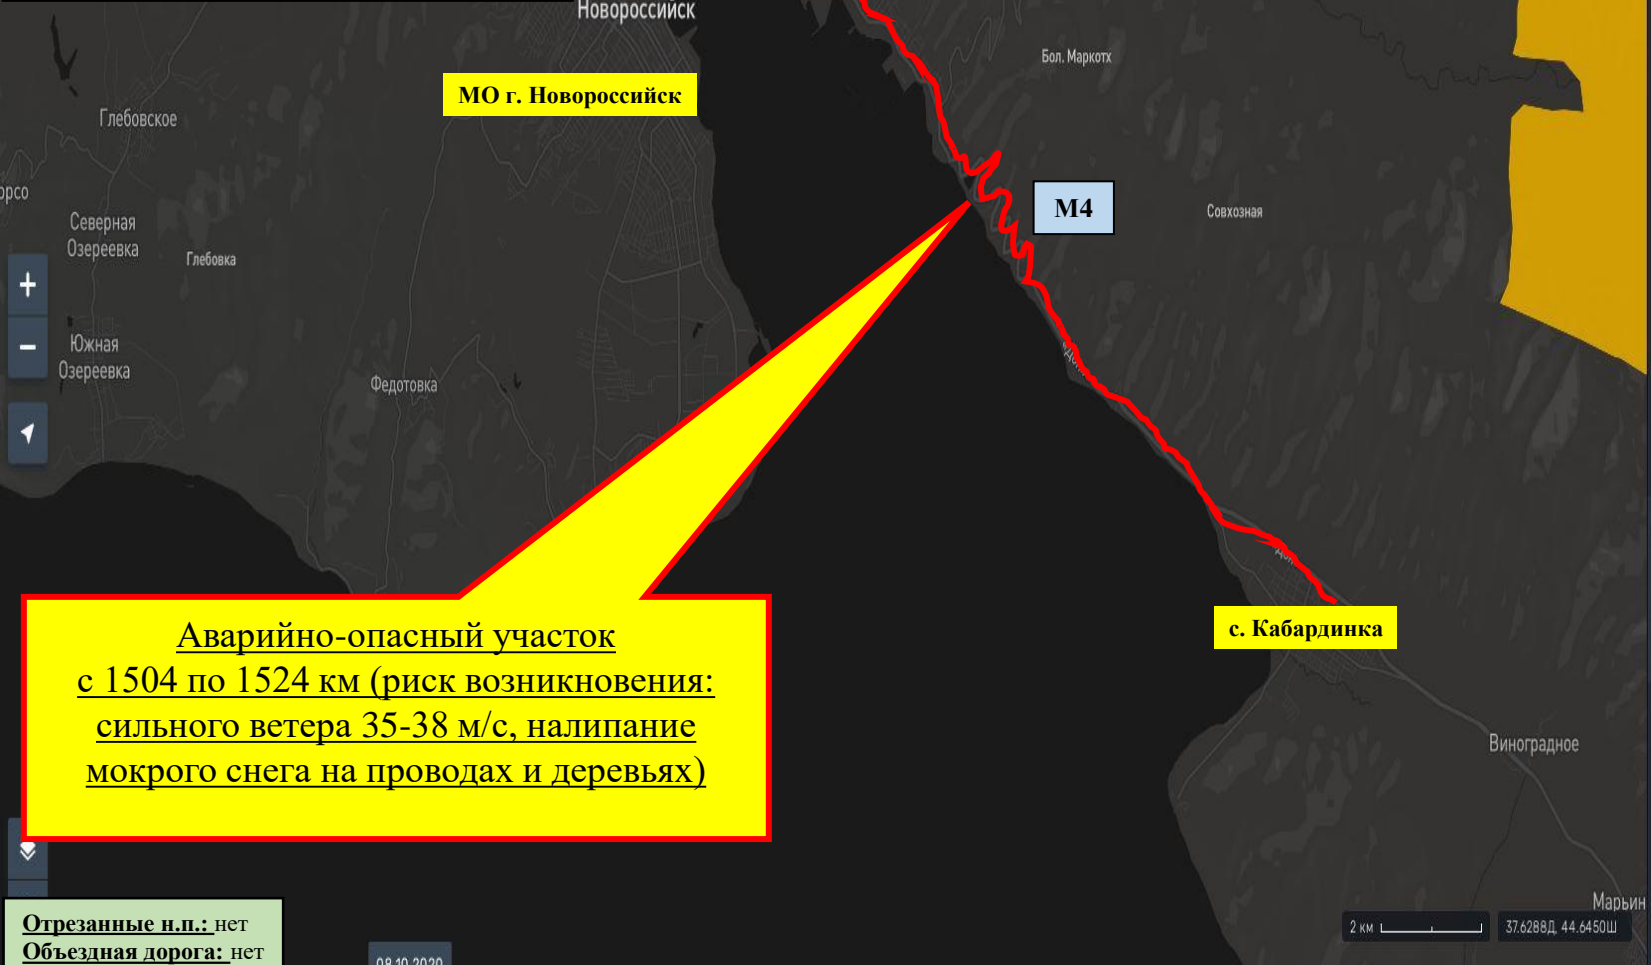 Новороссийск
Бол. Маркотх
МО г. Новороссийск
Глебовское
М4
Совхозная
Северная
Озереевка
Глебовка
+
−
Южная
Озереевка
Федотовка
Аварийно-опасный участок
с 1504 по 1524 км (риск возникновения:
сильного ветера 35-38 м/с, налипание
мокрого снега на проводах и деревьях)
с. Кабардинка
Виноградное
Отрезанные н.п.: нет
Объездная дорога: нет
2 км
37.6288Д, 44.6450Ш